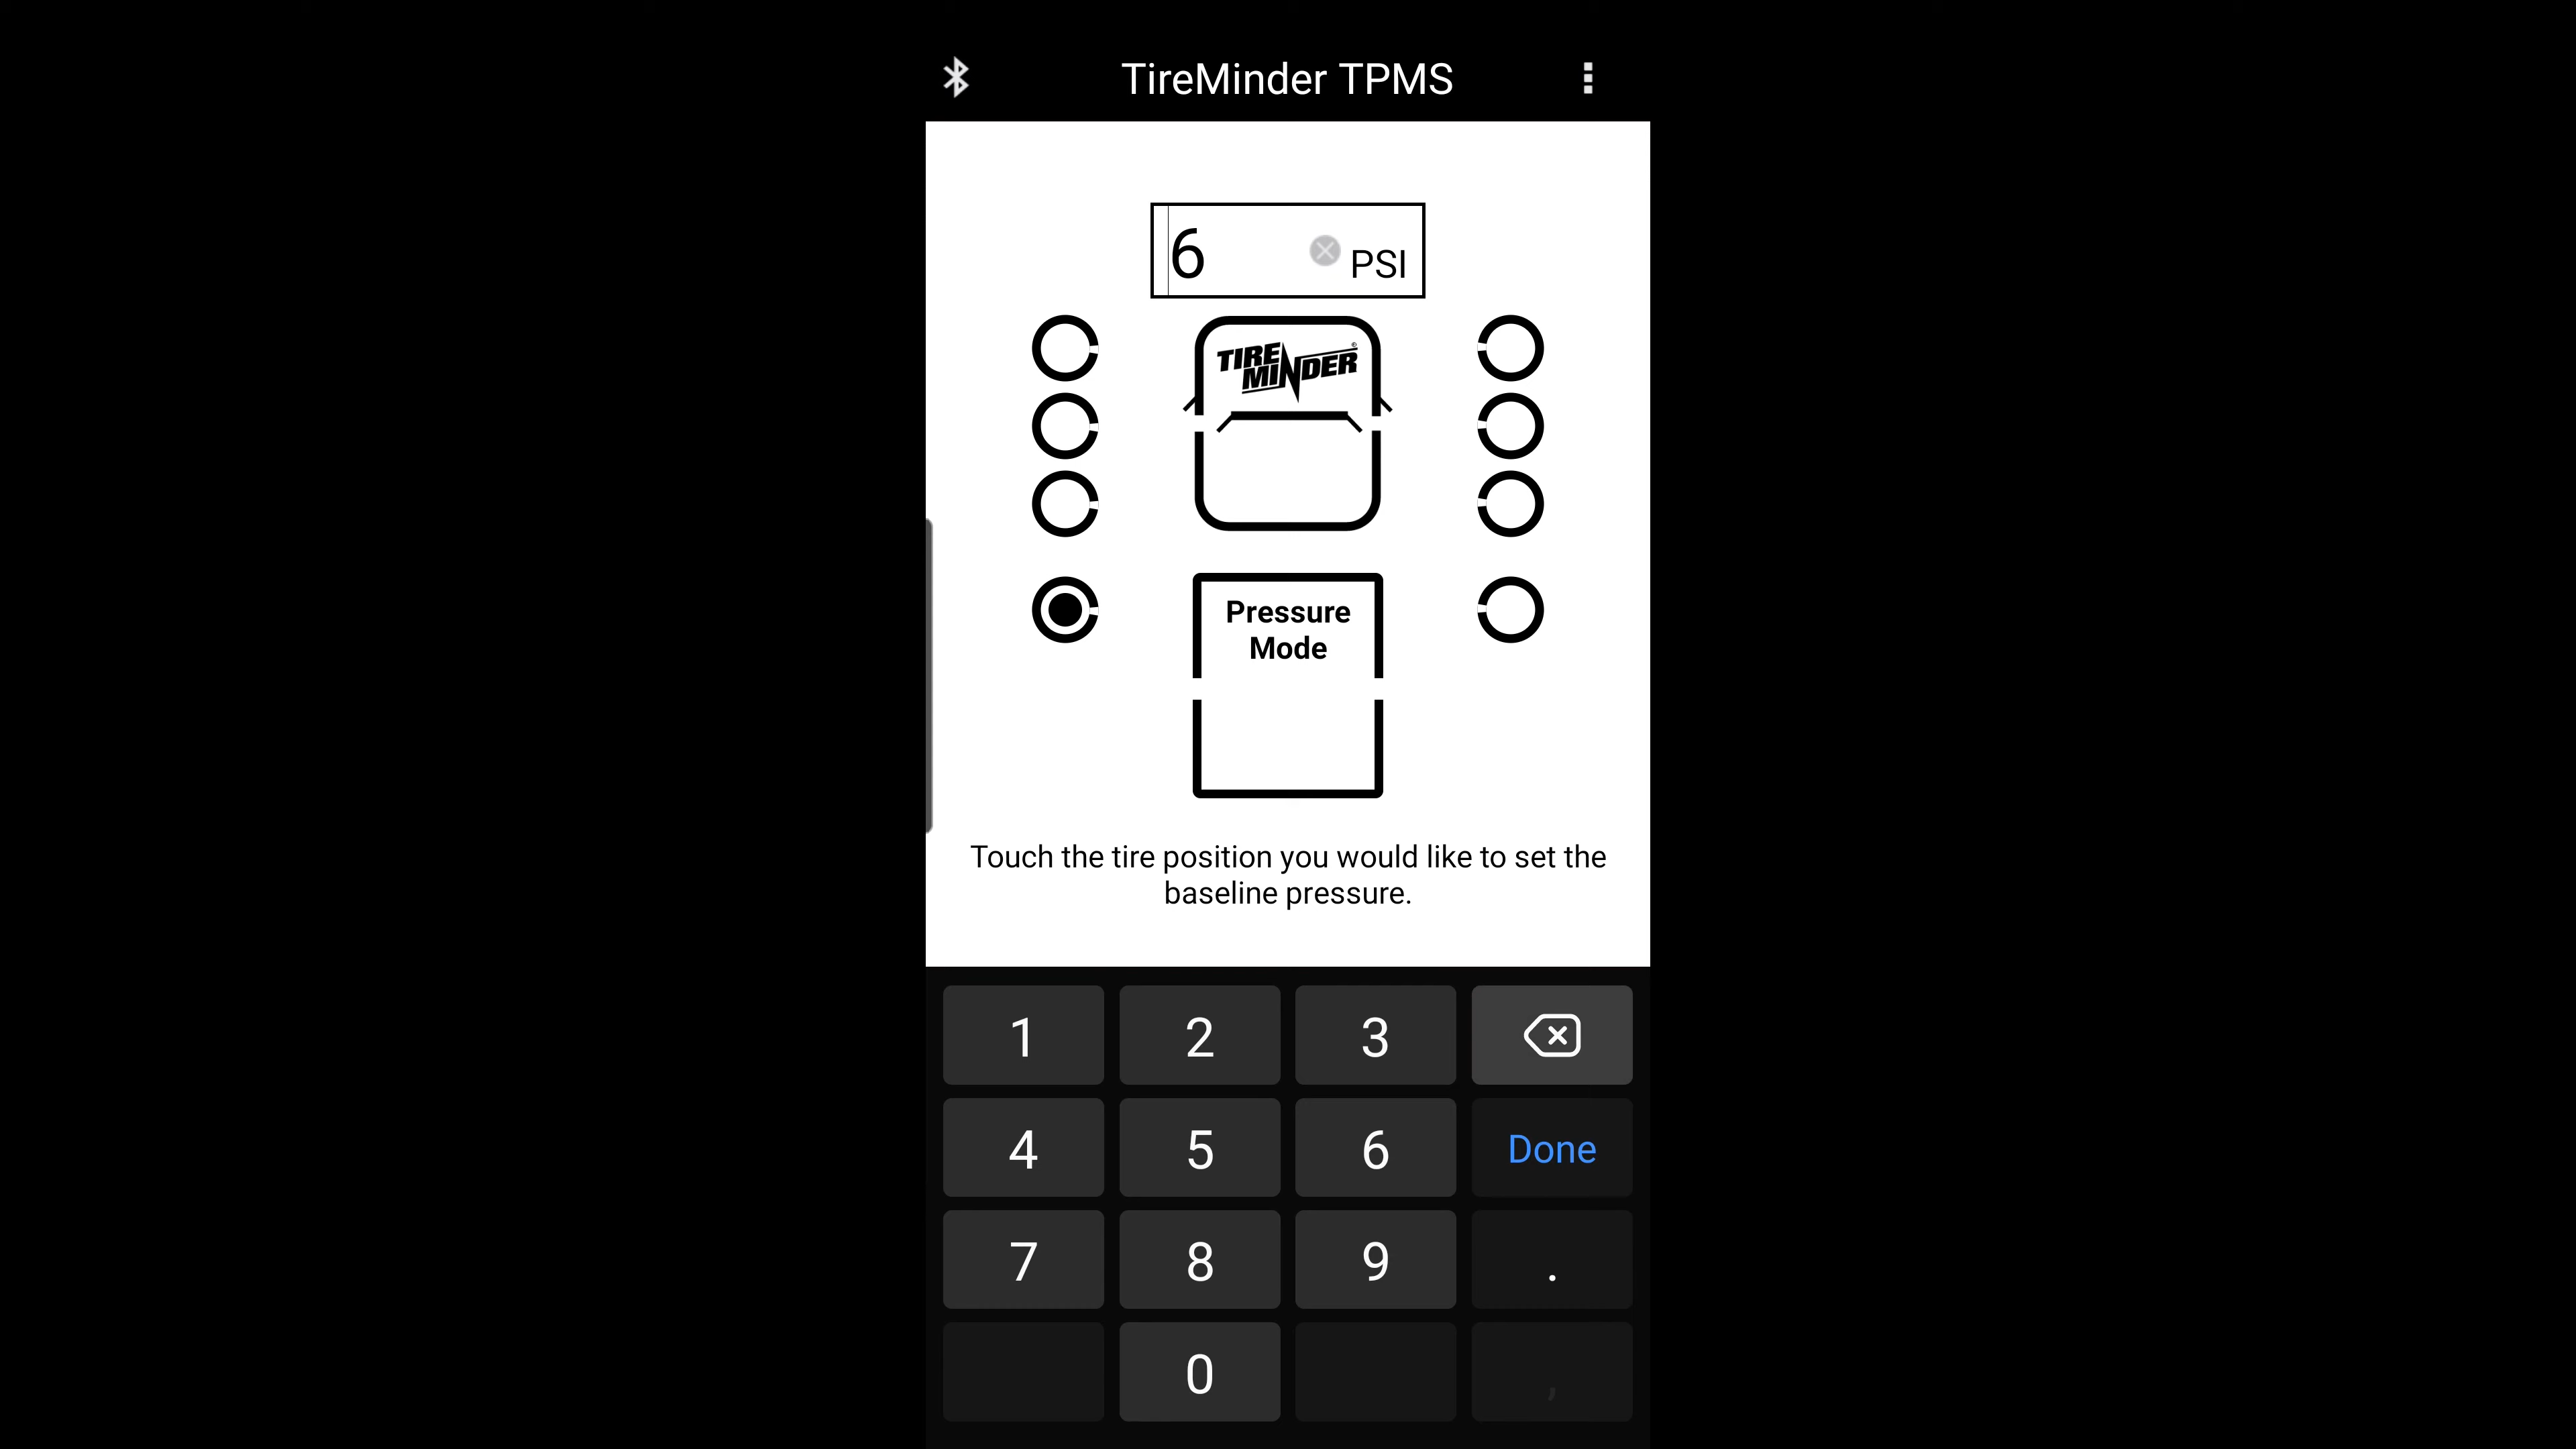 TireMinder TPMS
6 PSI
TIRE
MINDER®
Pressure
Mode
Touch the tire position you would like to set the
baseline pressure.
1 2 3
4 5 6 Done
7 8 9 .
0 ,